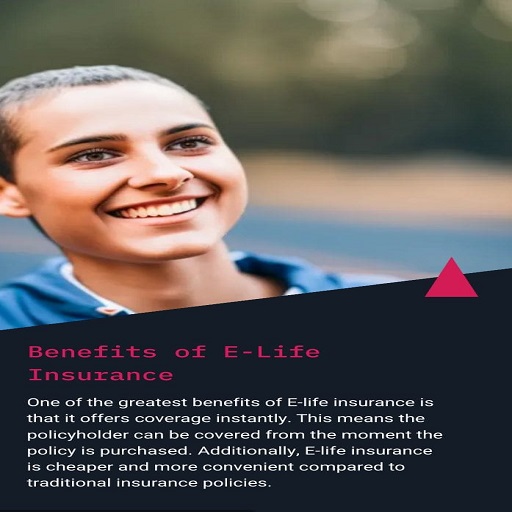 Benefits of E-Life
Insurance
One of the greatest benefits of E-life insurance is
that it offers coverage instantly. This means the
policyholder can be covered from the moment the
policy is purchased. Additionally, E-life insurance
is cheaper and more convenient compared to
traditional insurance policies.